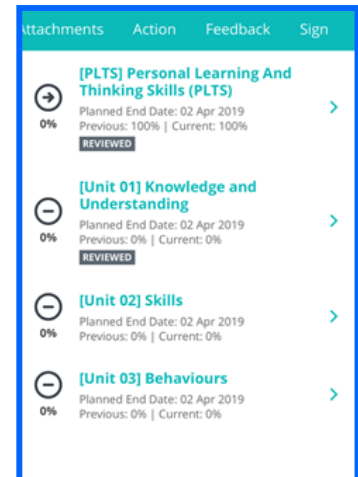 Attachments Action Feedback Sign
[PLTS] Personal Learning And
Thinking Skills (PLTS)
Planned End Date: 02 Apr 2019
0%
Previous: 100% | Current: 100%
REVIEWED
[Unit 01] Knowledge and
Understanding
Planned End Date: 02 Apr 2019
0%
Previous: 0% | Current: 0%
REVIEWED
[Unit 02] Skills
Planned End Date: 02 Apr 2019
0%
Previous: 0% | Current: 0%
[Unit 03] Behaviours
Planned End Date: 02 Apr 2019
0%
Previous: 0% | Current: 0%